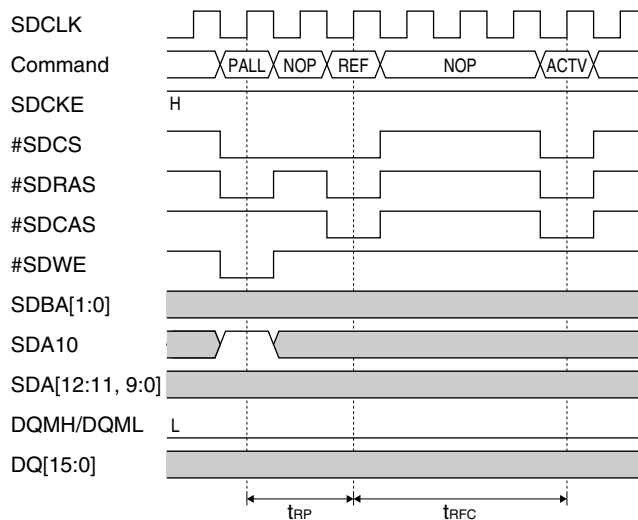 SDCLK
Command PALL NOP REF NOP ACTV
SDCKE H
#SDCS
#SDRAS
#SDCAS
#SDWE
SDBA[1:0]
SDA10
SDA[12:11, 9:0]
DQMH/DQML L
DQ[15:0]
tRP tRFC